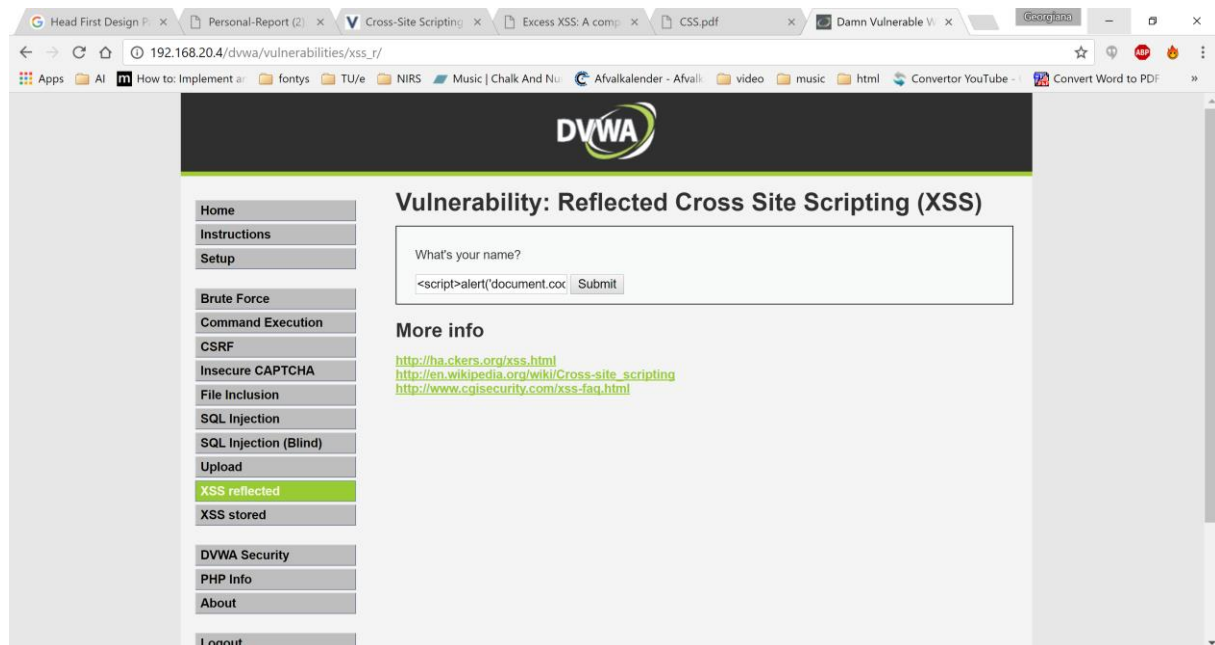 Head First Design P
Personal-Report (2)
Cross-Site Scripting
Excess XSS: A comp
CSS.pdf
Damn Vulnerable W
Georgiana
192.168.20.4/dvwa/vulnerabilities/xss_r/
ABP
Apps
AI
How to: Implement ar
fontys
TU/e
NIRS
Music | Chalk And Nu
Afvalkalender - Afvalk
video
music
html
Convertor YouTube -
Convert Word to PDF
»
DVWA
Home
Instructions
Setup
Brute Force
Command Execution
CSRF
Insecure CAPTCHA
File Inclusion
SQL Injection
SQL Injection (Blind)
Upload
XSS reflected
XSS stored
DVWA Security
PHP Info
About
Logout
Vulnerability: Reflected Cross Site Scripting (XSS)
What's your name?
<script>alert('document.coo
Submit
More info
http://ha.ckers.org/xss.html
http://en.wikipedia.org/wiki/Cross-site_scripting
http://www.cgisecurity.com/xss-faq.html